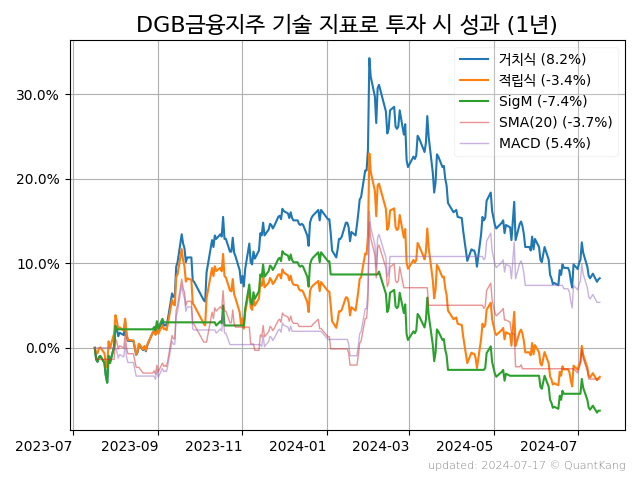 DGB금융지주 기술 지표로 투자 시 성과 (1년)
거치식 (8.2%)
적립식 (-3.4%)
SigM (-7.4%)
SMA(20) (-3.7%)
MACD (5.4%)
30.0%
20.0%
10.0%
0.0%
2023-07 2023-09 2023-11 2024-01 2024-03 2024-05 2024-07
updated: 2024-07-17 © QuantKang